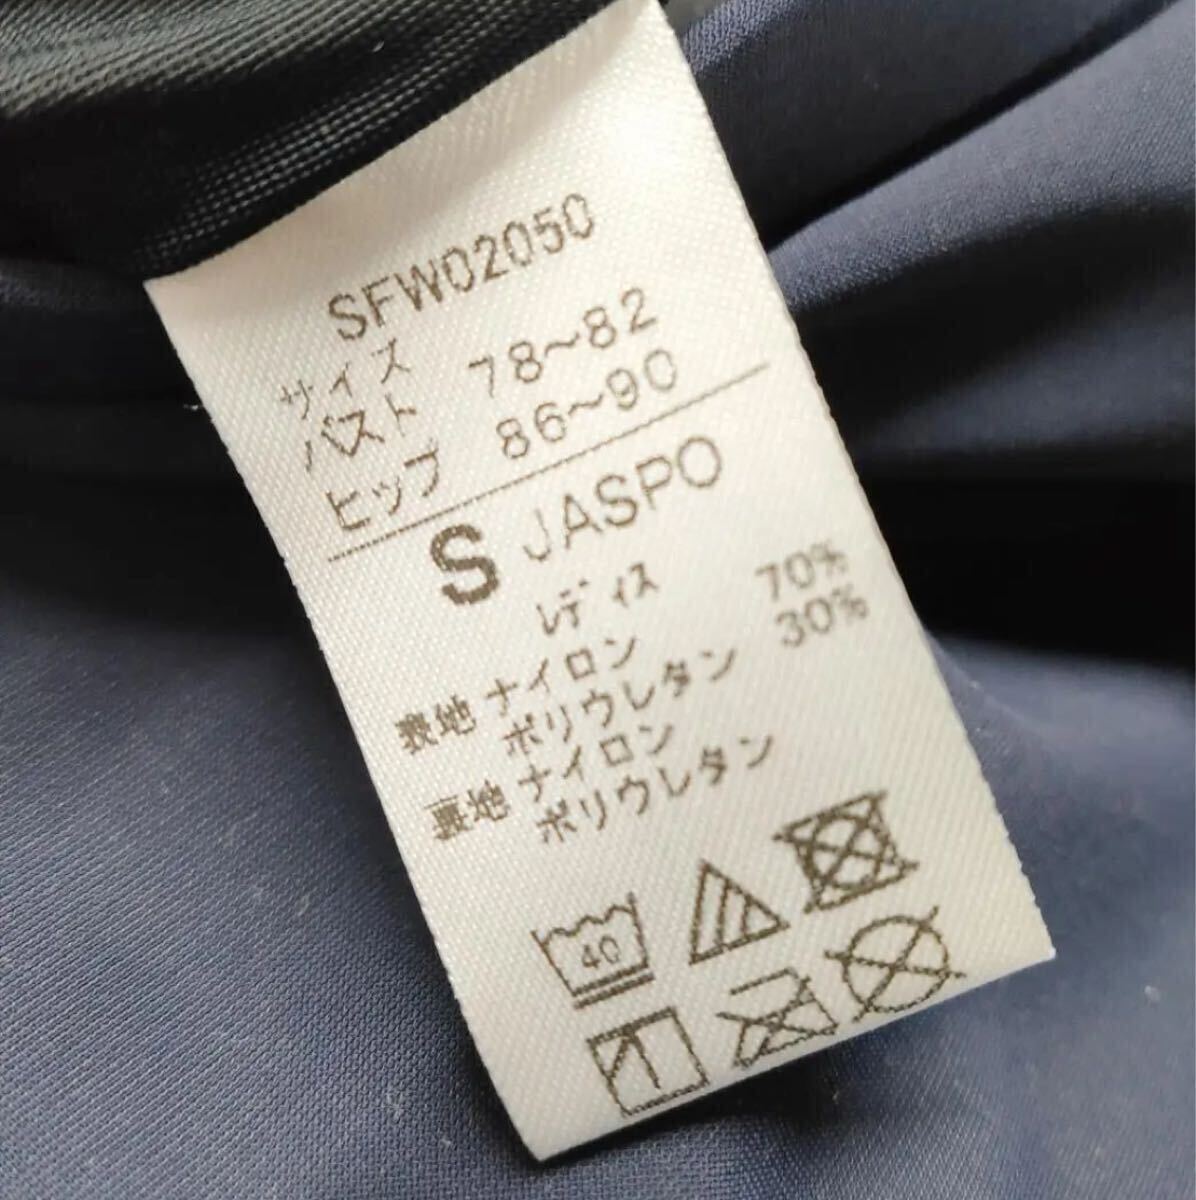 SFW02050
サイズ
バスト 78~82
ヒップ 86~90
S JASPO
レディス
表地 ナイロン 70%
ポリウレタン 30%
裏地 ナイロン
ポリウレタン
40